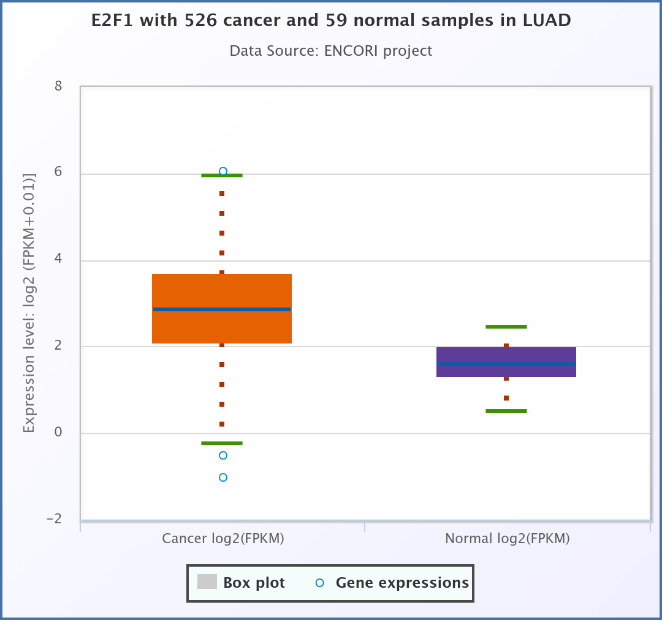 E2F1 with 526 cancer and 59 normal samples in LUAD
Data Source: ENCORI project
Expression level: log2 (FPKM+0.01)]
8
6
4
2
0
−2
Cancer log2(FPKM)
Normal log2(FPKM)
Box plot
Gene expressions